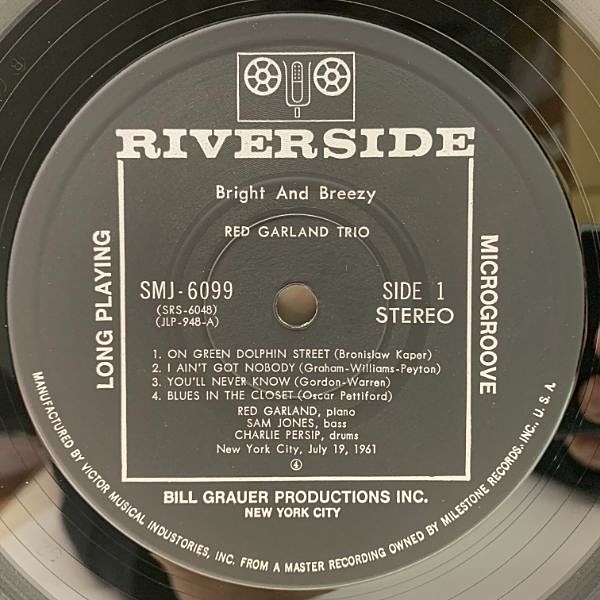 RIVERSIDE
Bright And Breezy
RED GARLAND TRIO
SMJ-6099
(SRS-6048)
(JLP-948-A)
SIDE 1
STEREO
LONG PLAYING
MICROGROOVE
1. ON GREEN DOLPHIN STREET (Bronislaw Kaper)
2. I AIN'T GOT NOBODY (Graham-Williams-Peyton)
3. YOU'LL NEVER KNOW (Gordon-Warren)
4. BLUES IN THE CLOSET (Oscar Pettiford)
RED GARLAND, piano
SAM JONES, bass
CHARLIE PERSIP, drums
New York City, July 19, 1961
④
BILL GRAUER PRODUCTIONS INC.
NEW YORK CITY
MANUFACTURED BY VICTOR MUSICAL INDUSTRIES, INC. FROM A MASTER RECORDING OWNED BY MILESTONE RECORDS, INC., U. S. A.